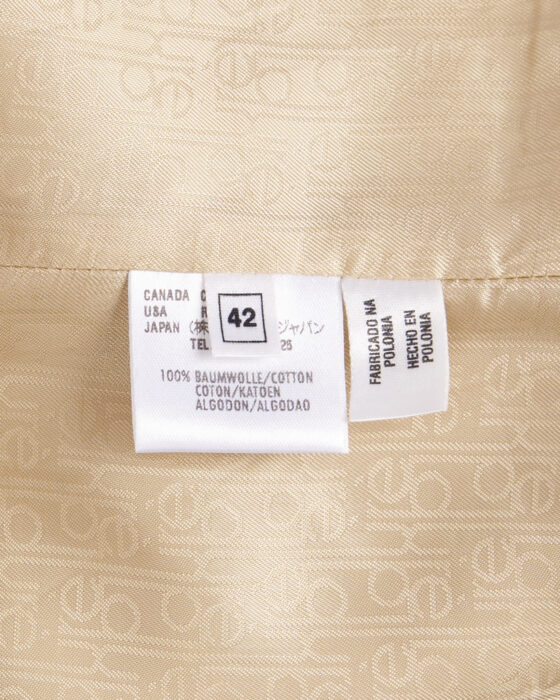 CANADA
USA
JAPAN
ジャパン
TEL
25
42
100% BAUMWOLLE/COTTON
COTON/KATOEN
ALGODON/ALGODAO
FABRICADO NA
POLONIA
HECHO EN
POLONIA